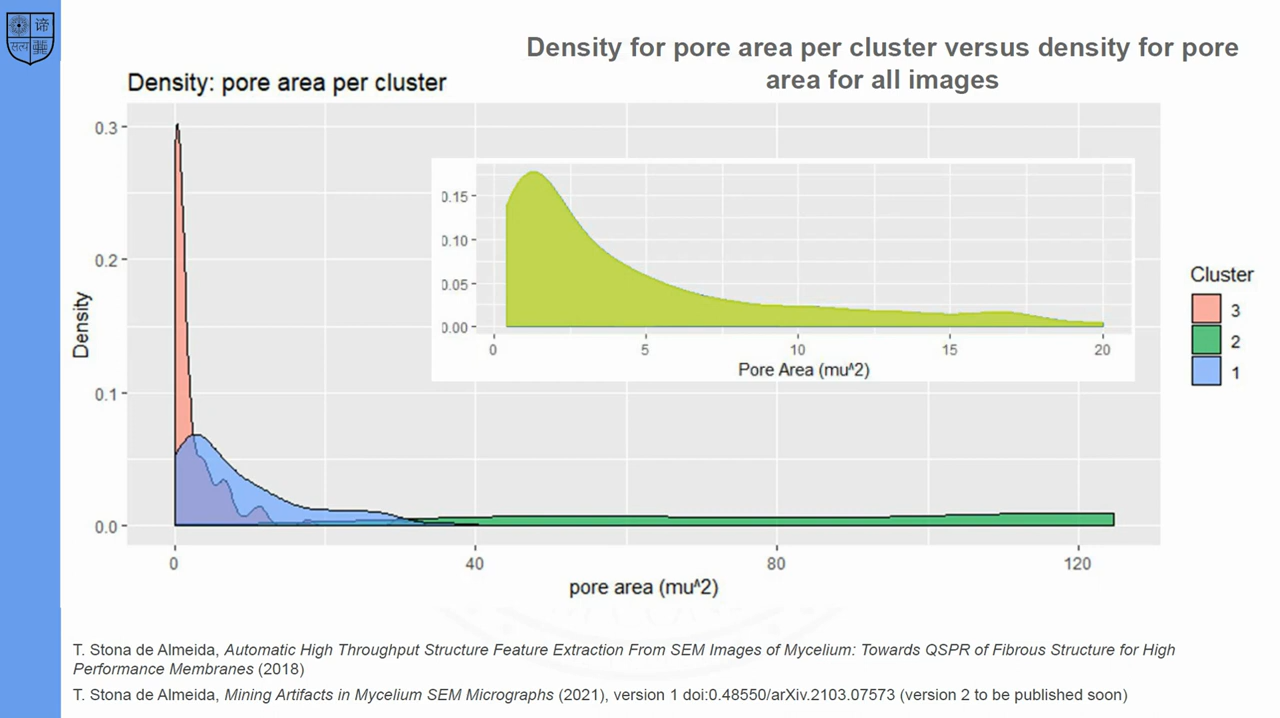 Density for pore area per cluster versus density for pore
area for all images
Density: pore area per cluster
Density
0.3
0.2
0.1
0.0
0
40
80
120
pore area (mu^2)
0.15
0.10
0.05
0.00
0
5
10
15
20
Pore Area (mu^2)
Cluster
3
2
1
T. Stona de Almeida, Automatic High Throughput Structure Feature Extraction From SEM Images of Mycelium: Towards QSPR of Fibrous Structure for High
Performance Membranes (2018)
T. Stona de Almeida, Mining Artifacts in Mycelium SEM Micrographs (2021), version 1 doi:0.48550/arXiv.2103.07573 (version 2 to be published soon)